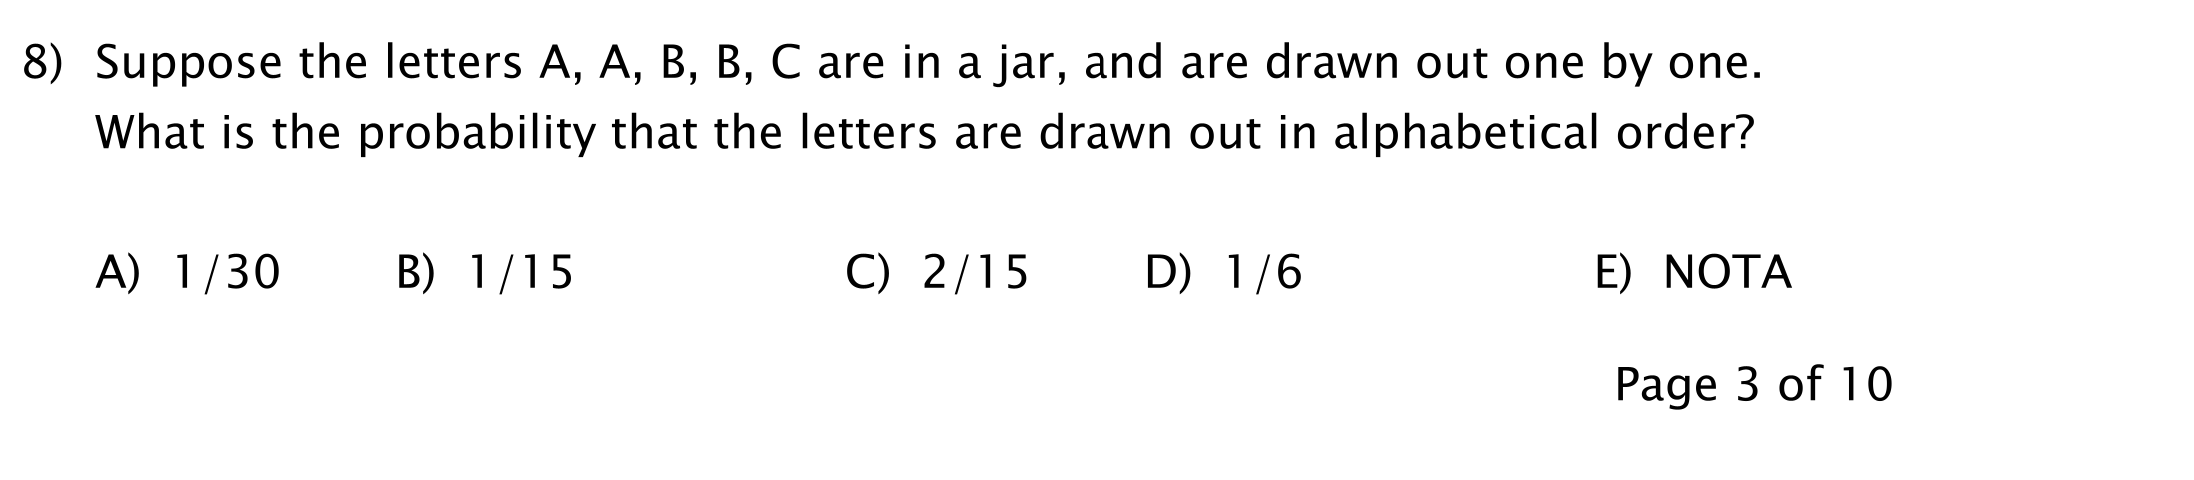 8) Suppose the letters A, A, B, B, C are in a jar, and are drawn out one by one.
What is the probability that the letters are drawn out in alphabetical order?
A) 1/30 B) 1/15 C) 2/15 D) 1/6 E) NOTA
Page 3 of 10